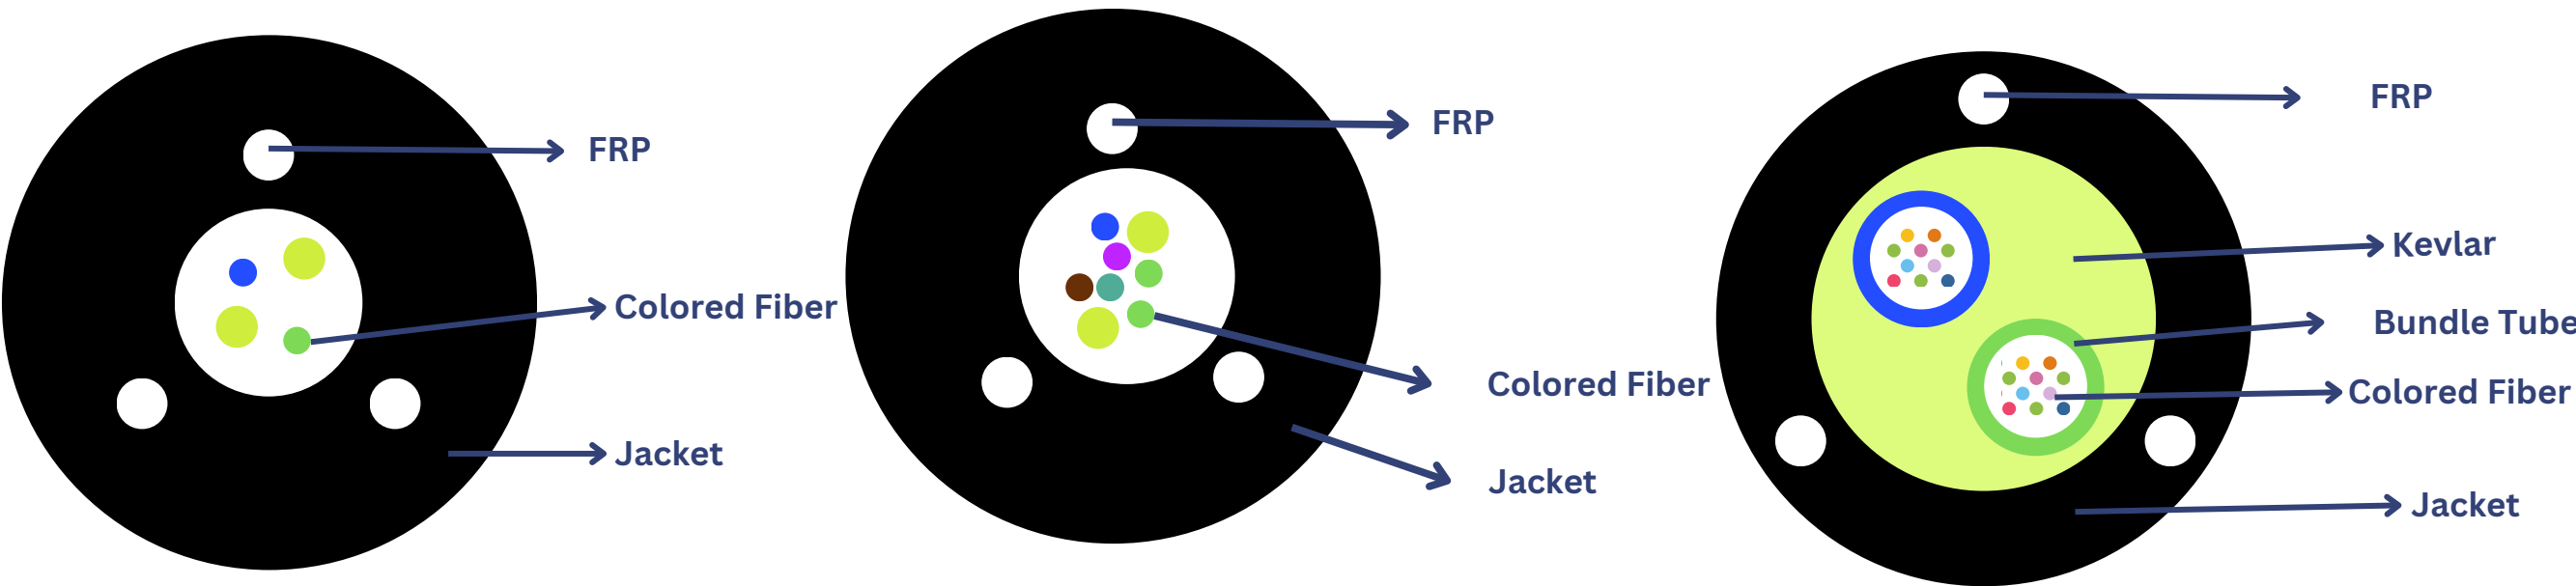 FRP
Colored Fiber
Jacket
FRP
Colored Fiber
Jacket
FRP
Kevlar
Bundle Tube
Colored Fiber
Jacket